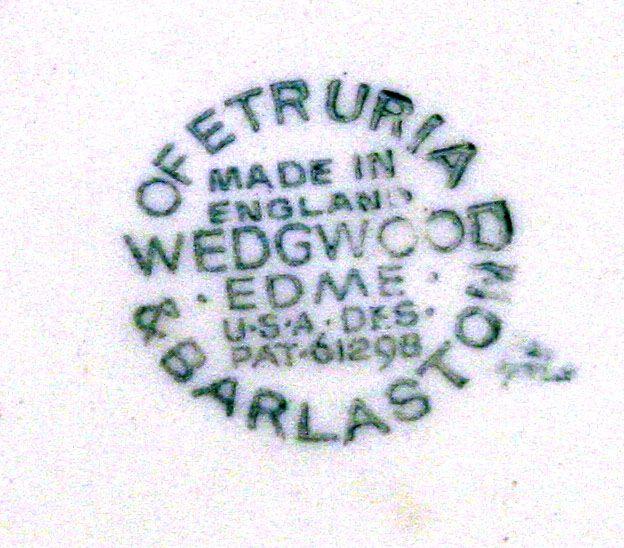 OF ETRURIA
MADE IN
ENGLAND
WEDGWOOD
· EDME ·
U·S·A· DES·
PAT·61298
& BARLASTON